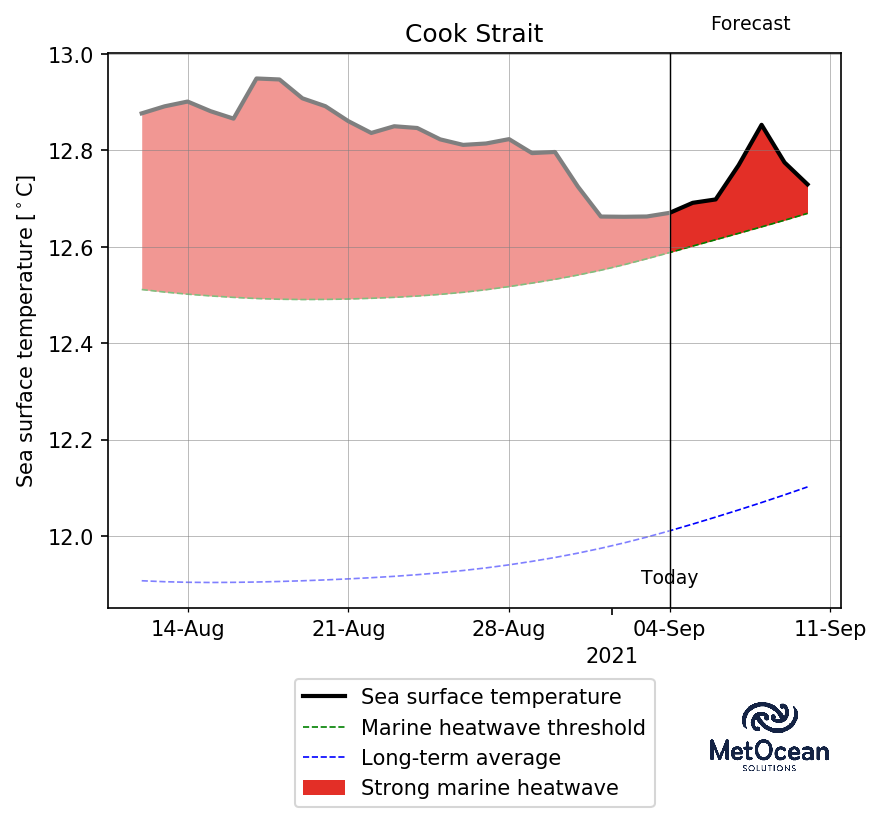 Forecast
Cook Strait
Sea surface temperature [°C]
13.0
12.8
12.6
12.4
12.2
12.0
Today
14-Aug 21-Aug 28-Aug 04-Sep 11-Sep
2021
Sea surface temperature
Marine heatwave threshold
Long-term average
Strong marine heatwave
MetOcean
SOLUTIONS